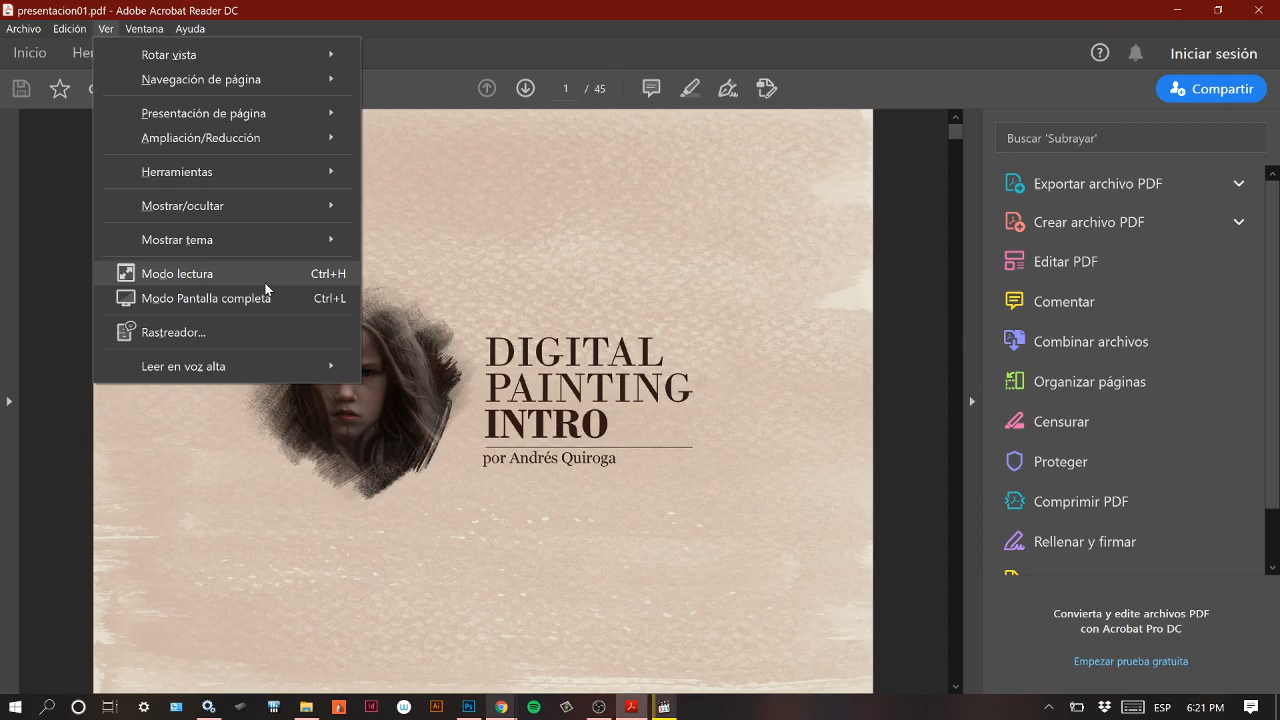 presentacion01.pdf - Adobe Acrobat Reader DC
Archivo Edición Ver Ventana Ayuda
Inicio
Iniciar sesión
1 / 45
Compartir
Rotar vista
Navegación de página
Presentación de página
Ampliación/Reducción
Herramientas
Mostrar/ocultar
Mostrar tema
Modo lectura Ctrl+H
Modo Pantalla completa Ctrl+L
Rastreador...
Leer en voz alta
DIGITAL
PAINTING
INTRO
por Andrés Quiroga
Buscar 'Subrayar'
Exportar archivo PDF
Crear archivo PDF
Editar PDF
Comentar
Combinar archivos
Organizar páginas
Censurar
Proteger
Comprimir PDF
Rellenar y firmar
Convierta y edite archivos PDF
con Acrobat Pro DC
Empezar prueba gratuita
ESP 6:21 PM